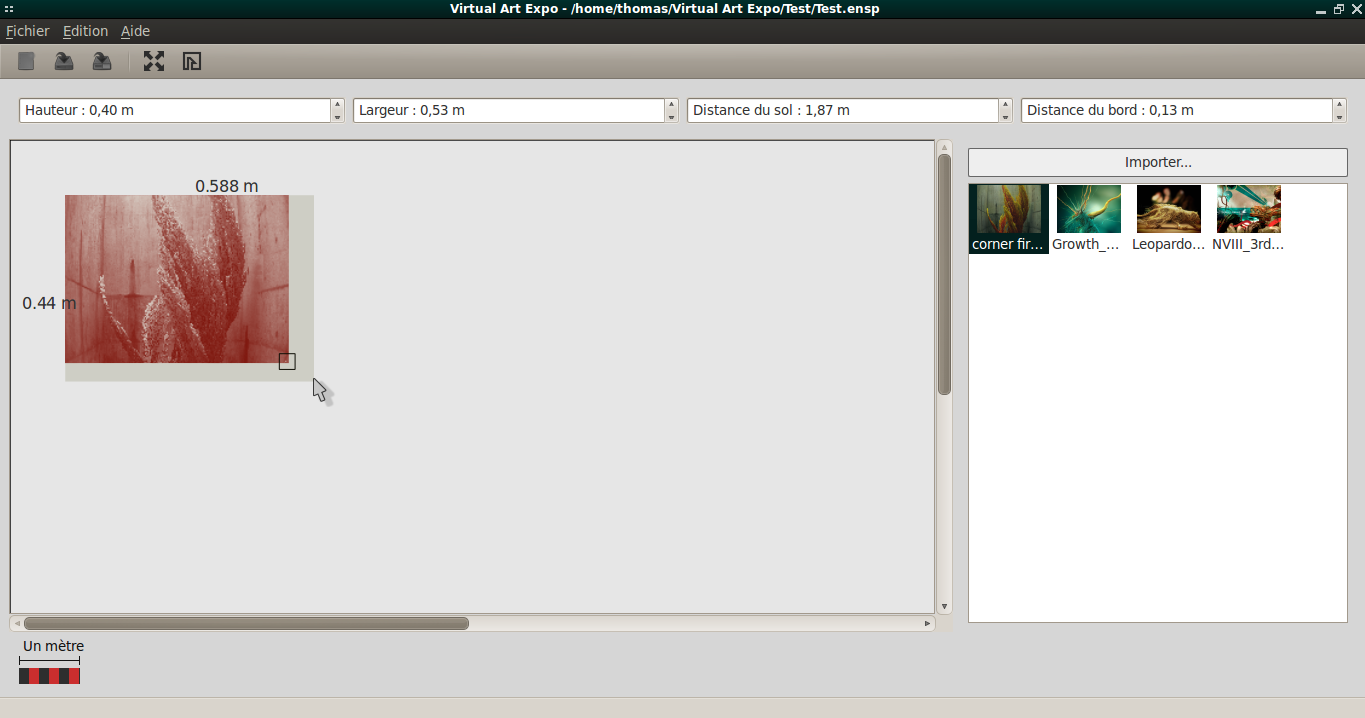 Virtual Art Expo - /home/thomas/Virtual Art Expo/Test/Test.ensp
Fichier Edition Aide
Hauteur : 0,40 m Largeur : 0,53 m Distance du sol : 1,87 m Distance du bord : 0,13 m
Importer...
0.588 m
0.44 m
corner fir... Growth_... Leopardo... NVIII_3rd...
Un mètre